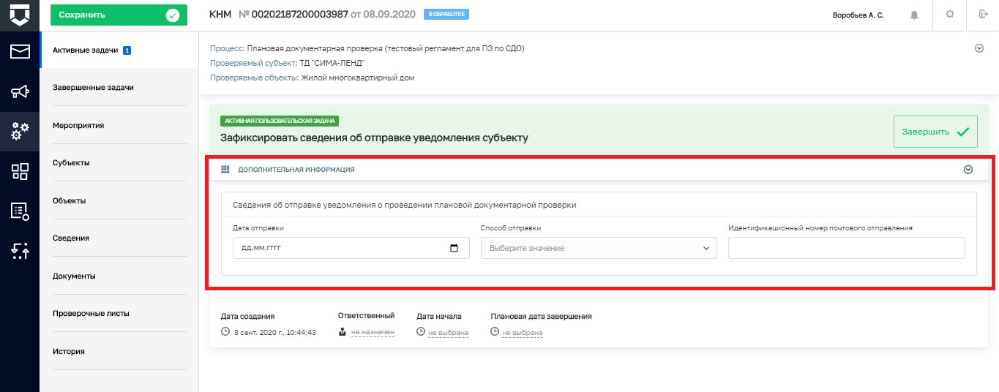 Сохранить
КНМ № 00202187200003987 от 08.09.2020 В ОБРАБОТКЕ
Воробьев А. С.
Активные задачи 1
Завершенные задачи
Мероприятия
Субъекты
Объекты
Сведения
Документы
Проверочные листы
История
Процесс: Плановая документарная проверка (тестовый регламент для ПЗ по СДО)
Проверяемый субъект: ТД "СИМА-ЛЕНД"
Проверяемые объекты: Жилой многоквартирный дом
АКТИВНАЯ ПОЛЬЗОВАТЕЛЬСКАЯ ЗАДАЧА
Зафиксировать сведения об отправке уведомления субъекту
Завершить
ДОПОЛНИТЕЛЬНАЯ ИНФОРМАЦИЯ
Сведения об отправке уведомления о проведении плановой документарной проверки
Дата отправки Способ отправки Идентификационный номер почтового отправления
дд.мм.гггг Выберите значение
Дата создания Ответственный Дата начала Плановая дата завершения
8 сент. 2020 г., 10:44:43 не назначен не выбрана не выбрана